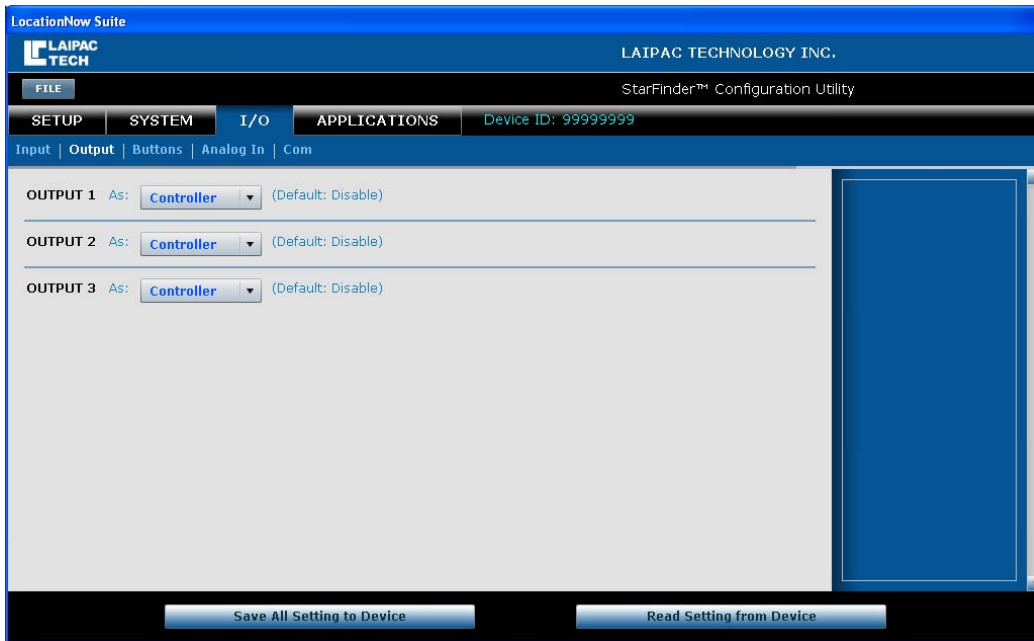 LocationNow Suite
LAIPAC TECH
LAIPAC TECHNOLOGY INC.
FILE
StarFinder™ Configuration Utility
SETUP SYSTEM I/O APPLICATIONS Device ID: 99999999
Input | Output | Buttons | Analog In | Com
OUTPUT 1 As: Controller (Default: Disable)
OUTPUT 2 As: Controller (Default: Disable)
OUTPUT 3 As: Controller (Default: Disable)
Save All Setting to Device Read Setting from Device